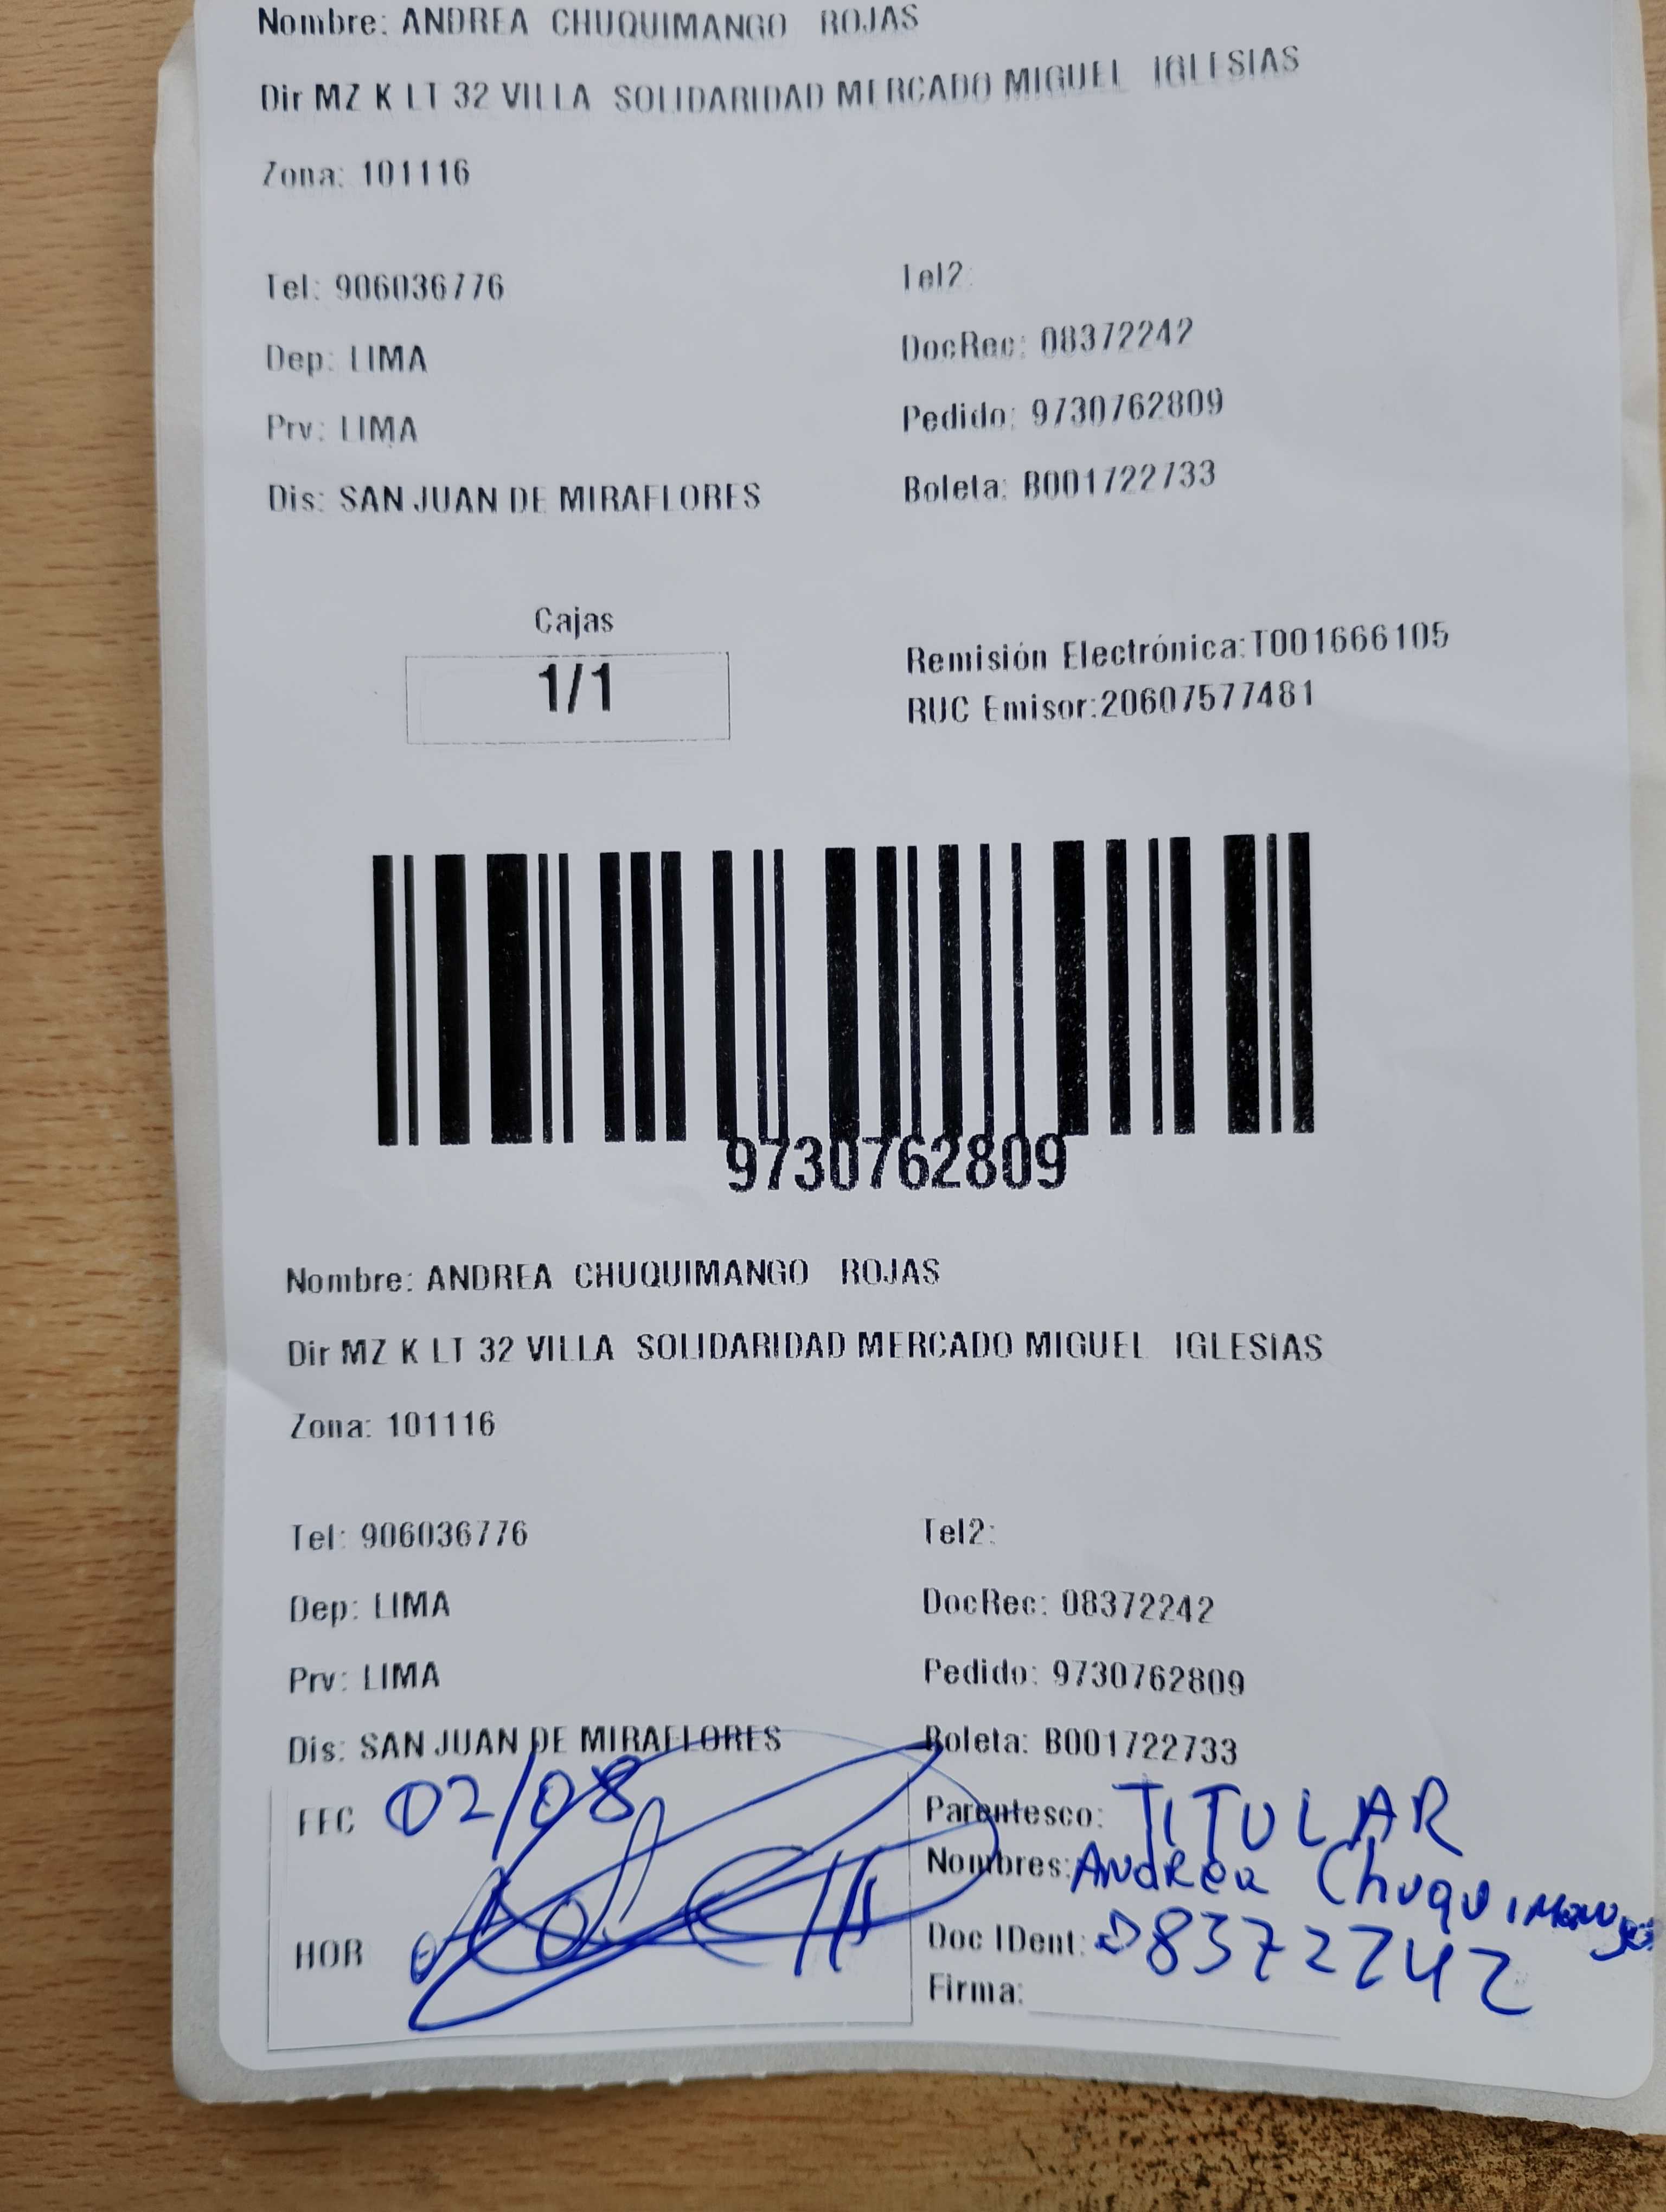 Nombre: ANDREA CHUQUIMANGO ROJAS
Dir MZ K LT 32 VILLA SOLIDARIDAD MERCADO MIGUEL IGLESIAS
Zona: 101116
Tel: 906036776 Tel2:
Dep: LIMA DocRec: 08372242
Prv: LIMA Pedido: 9730762809
Dis: SAN JUAN DE MIRAFLORES Boleta: B001722733
Cajas
1/1
Remisión Electrónica:T001666105
RUC Emisor:20607577481
9730762809
Nombre: ANDREA CHUQUIMANGO ROJAS
Dir MZ K LT 32 VILLA SOLIDARIDAD MERCADO MIGUEL IGLESIAS
Zona: 101116
Tel: 906036776 Tel2:
Dep: LIMA DocRec: 08372242
Prv: LIMA Pedido: 9730762809
Dis: SAN JUAN DE MIRAFLORES Boleta: B001722733
FEC 02/08 Parentesco: TITULAR
Nombres: Andrea
HOR Doc IDent: 08372242
Firma: